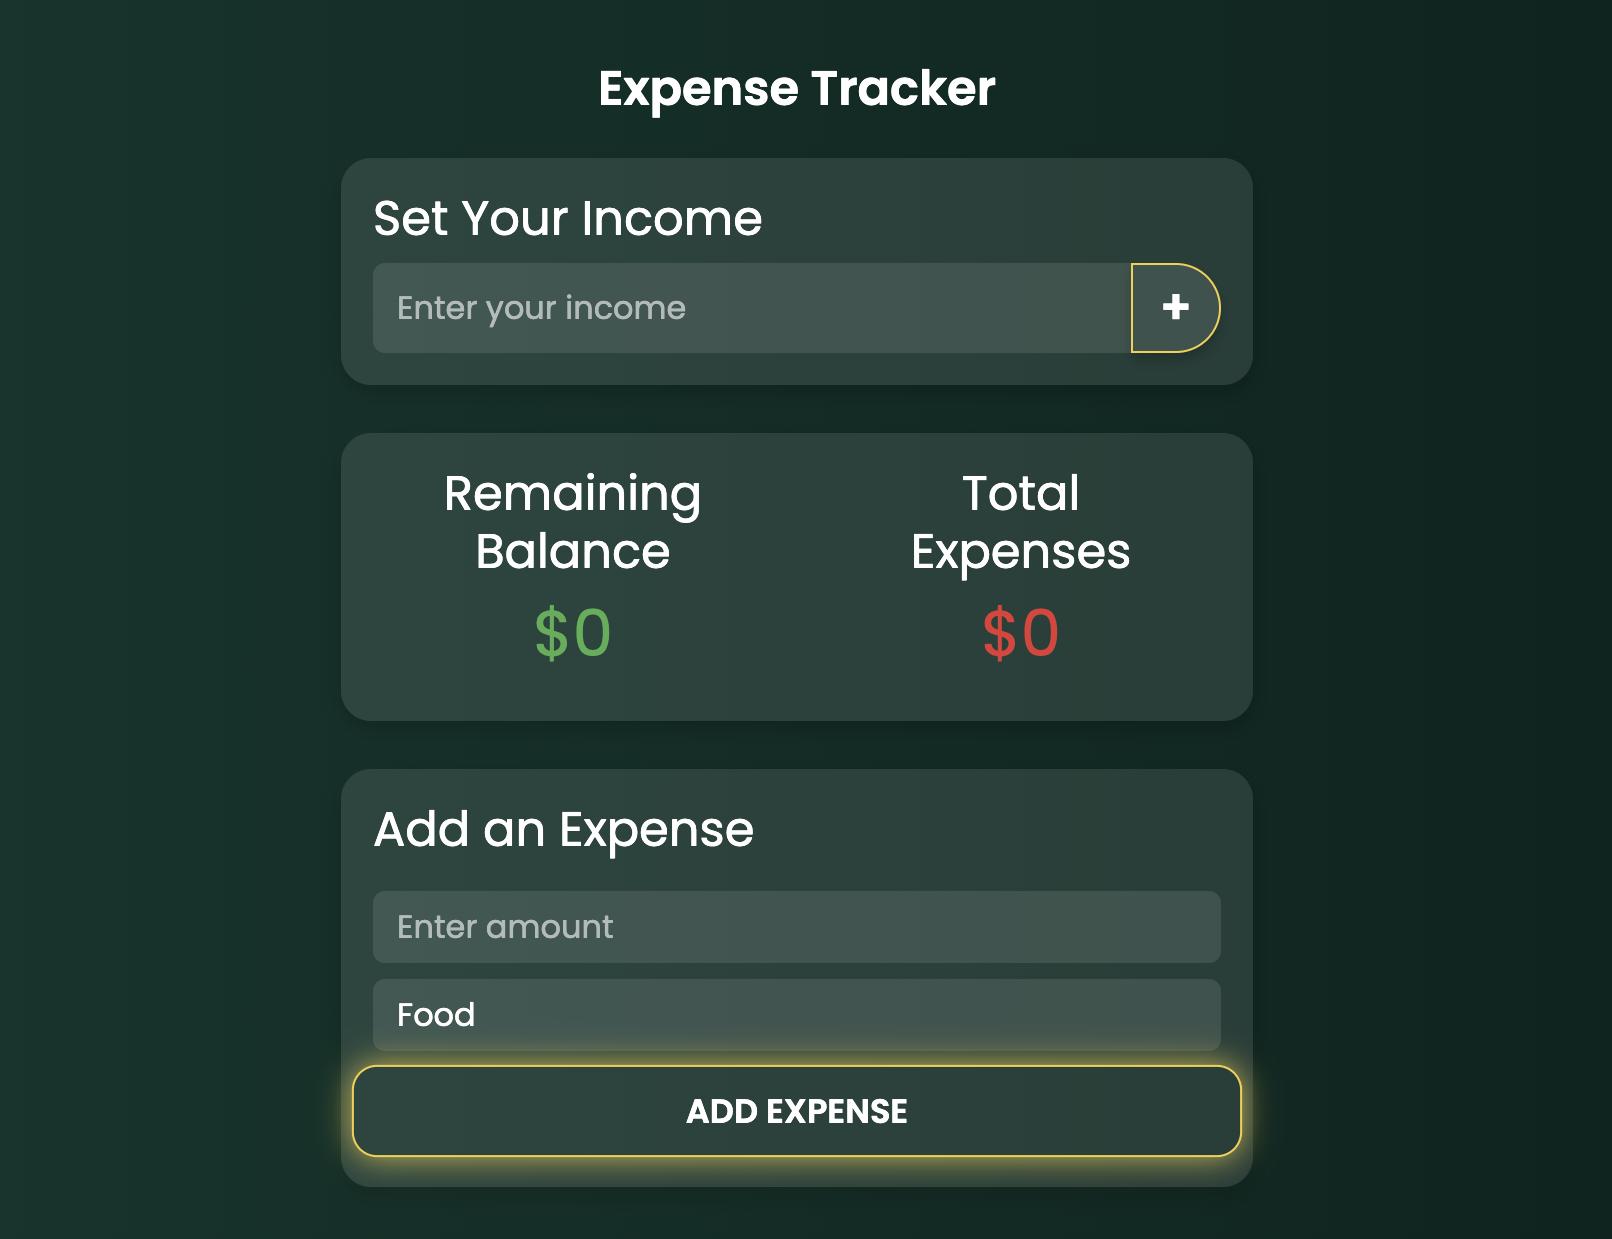 Expense Tracker
Set Your Income
Enter your income
+
Remaining
Balance
$0
Total
Expenses
$0
Add an Expense
Enter amount
Food
ADD EXPENSE